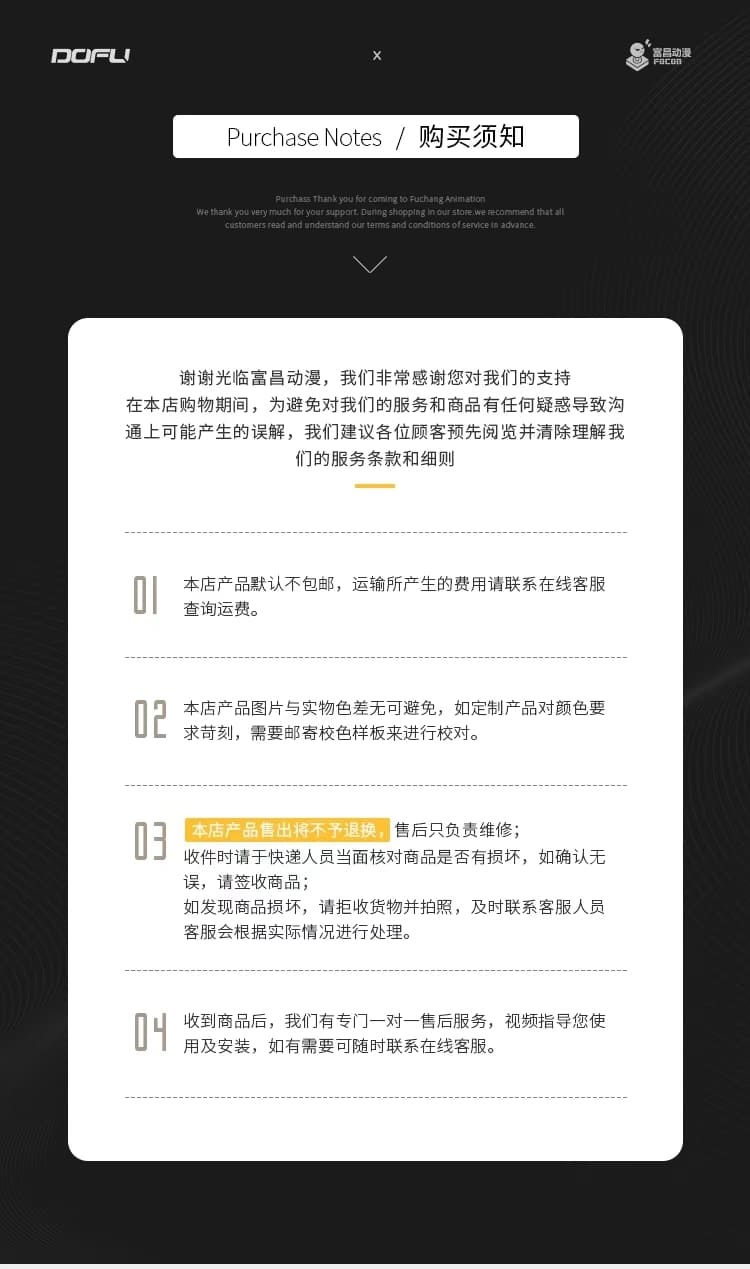 DOFLI
x
富昌动漫
FOCON
Purchase Notes / 购买须知
Purchass Thank you for coming to Fuchang Animation
We thank you very much for your support. During shopping in our store.we recommend that all
customers read and understand our terms and conditions of service in advance.
谢谢光临富昌动漫，我们非常感谢您对我们的支持
在本店购物期间，为避免对我们的服务和商品有任何疑惑导致沟
通上可能产生的误解，我们建议各位顾客预先阅览并清除理解我
们的服务条款和细则
01
本店产品默认不包邮，运输所产生的费用请联系在线客服
查询运费。
02
本店产品图片与实物色差无可避免，如定制产品对颜色要
求苛刻，需要邮寄校色样板来进行校对。
03
本店产品售出将不予退换，售后只负责维修；
收件时请于快递人员当面核对商品是否有损坏，如确认无
误，请签收商品；
如发现商品损坏，请拒收货物并拍照，及时联系客服人员
客服会根据实际情况进行处理。
04
收到商品后，我们有专门一对一售后服务，视频指导您使
用及安装，如有需要可随时联系在线客服。